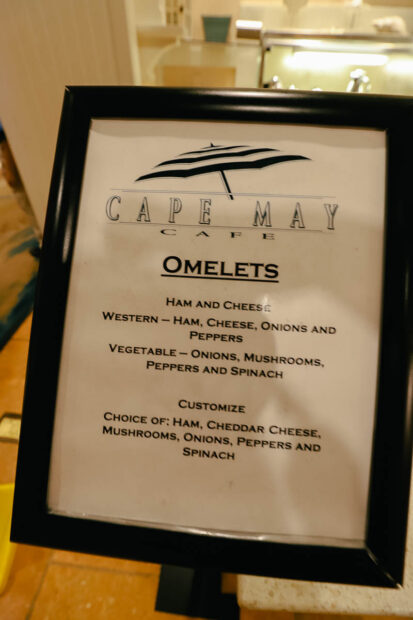 CAPE MAY
CAFE
OMELETS
HAM AND CHEESE
WESTERN – HAM, CHEESE, ONIONS AND
PEPPERS
VEGETABLE – ONIONS, MUSHROOMS,
PEPPERS AND SPINACH
CUSTOMIZE
CHOICE OF: HAM, CHEDDAR CHEESE,
MUSHROOMS, ONIONS, PEPPERS AND
SPINACH